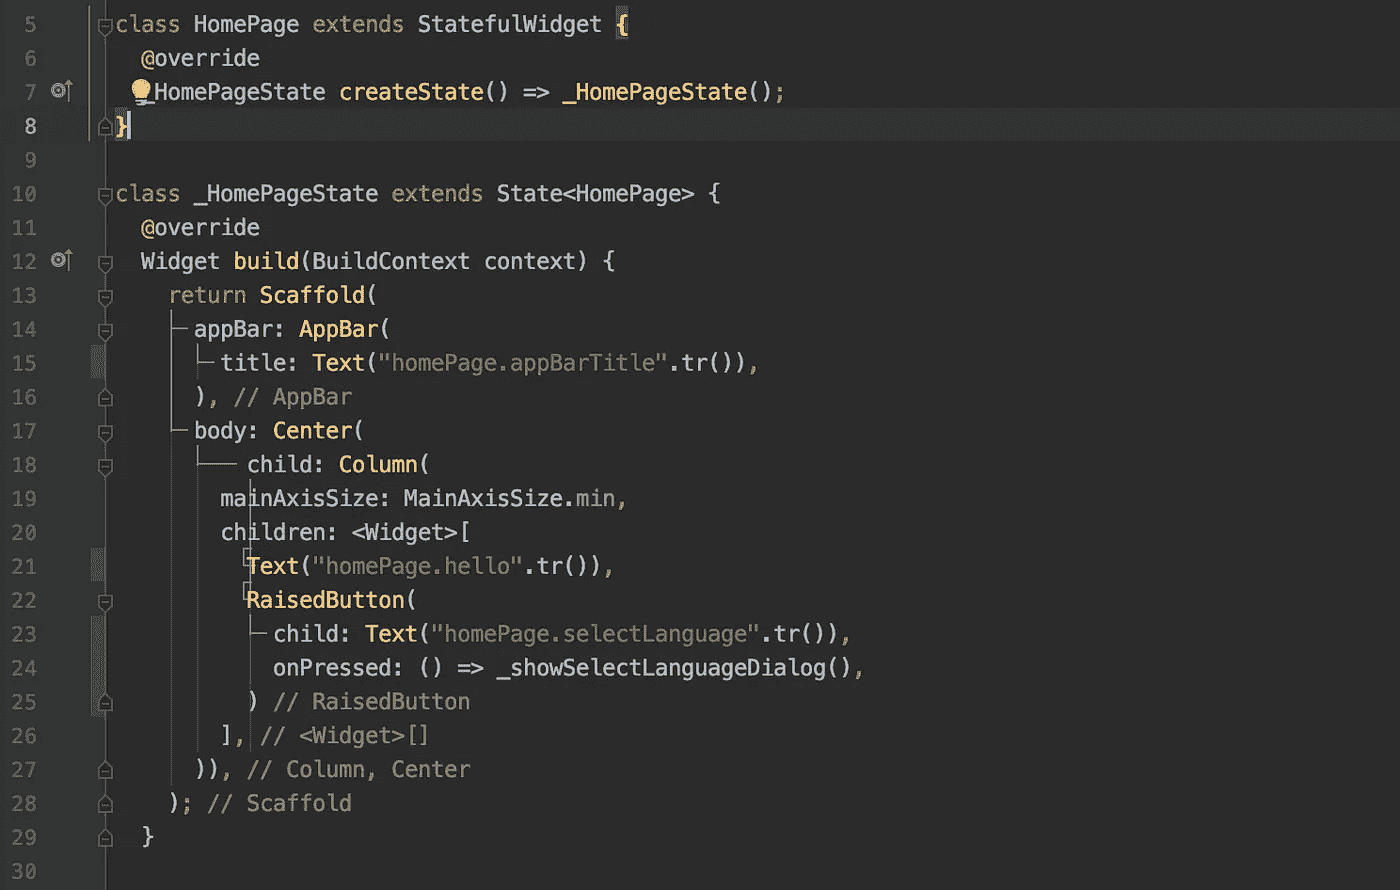 5 class HomePage extends StatefulWidget {
6 @override
7 _HomePageState createState() => _HomePageState();
8 }
9
10 class _HomePageState extends State<HomePage> {
11 @override
12 Widget build(BuildContext context) {
13 return Scaffold(
14 appBar: AppBar(
15 title: Text("homePage.appBarTitle".tr()),
16 ), // AppBar
17 body: Center(
18 child: Column(
19 mainAxisSize: MainAxisSize.min,
20 children: <Widget>[
21 Text("homePage.hello".tr()),
22 RaisedButton(
23 child: Text("homePage.selectLanguage".tr()),
24 onPressed: () => _showSelectLanguageDialog(),
25 ) // RaisedButton
26 ], // <Widget>[]
27 )), // Column, Center
28 ); // Scaffold
29 }
30